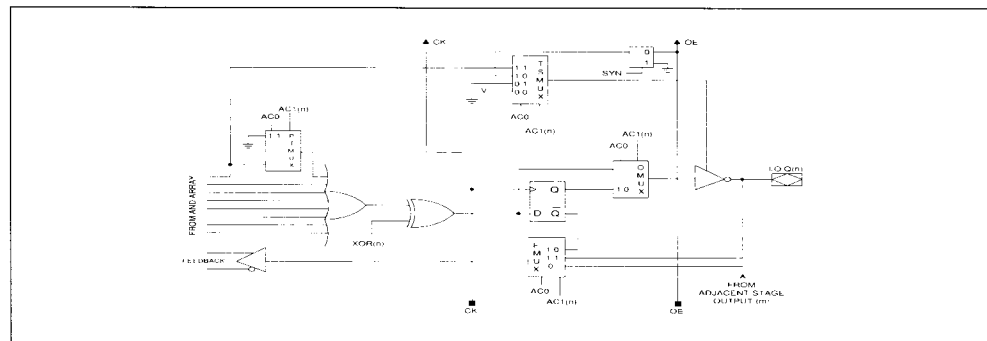 CK
OE
1 1
1 0
0 1
0 0
T
S
M
U
X
0
1
SYN
V
AC0
AC1(n)
AC1(n)
AC0
1 1
M
U
X
AC1(n)
AC0
1 0
O
M
U
X
I/O Q(n)
FROM AND ARRAY
Q
D Q
XOR(n)
FEEDBACK
F
M
U
X
1 0
1 1
0
AC0
AC1(n)
FROM
ADJACENT STAGE
OUTPUT (m)
CK
OE